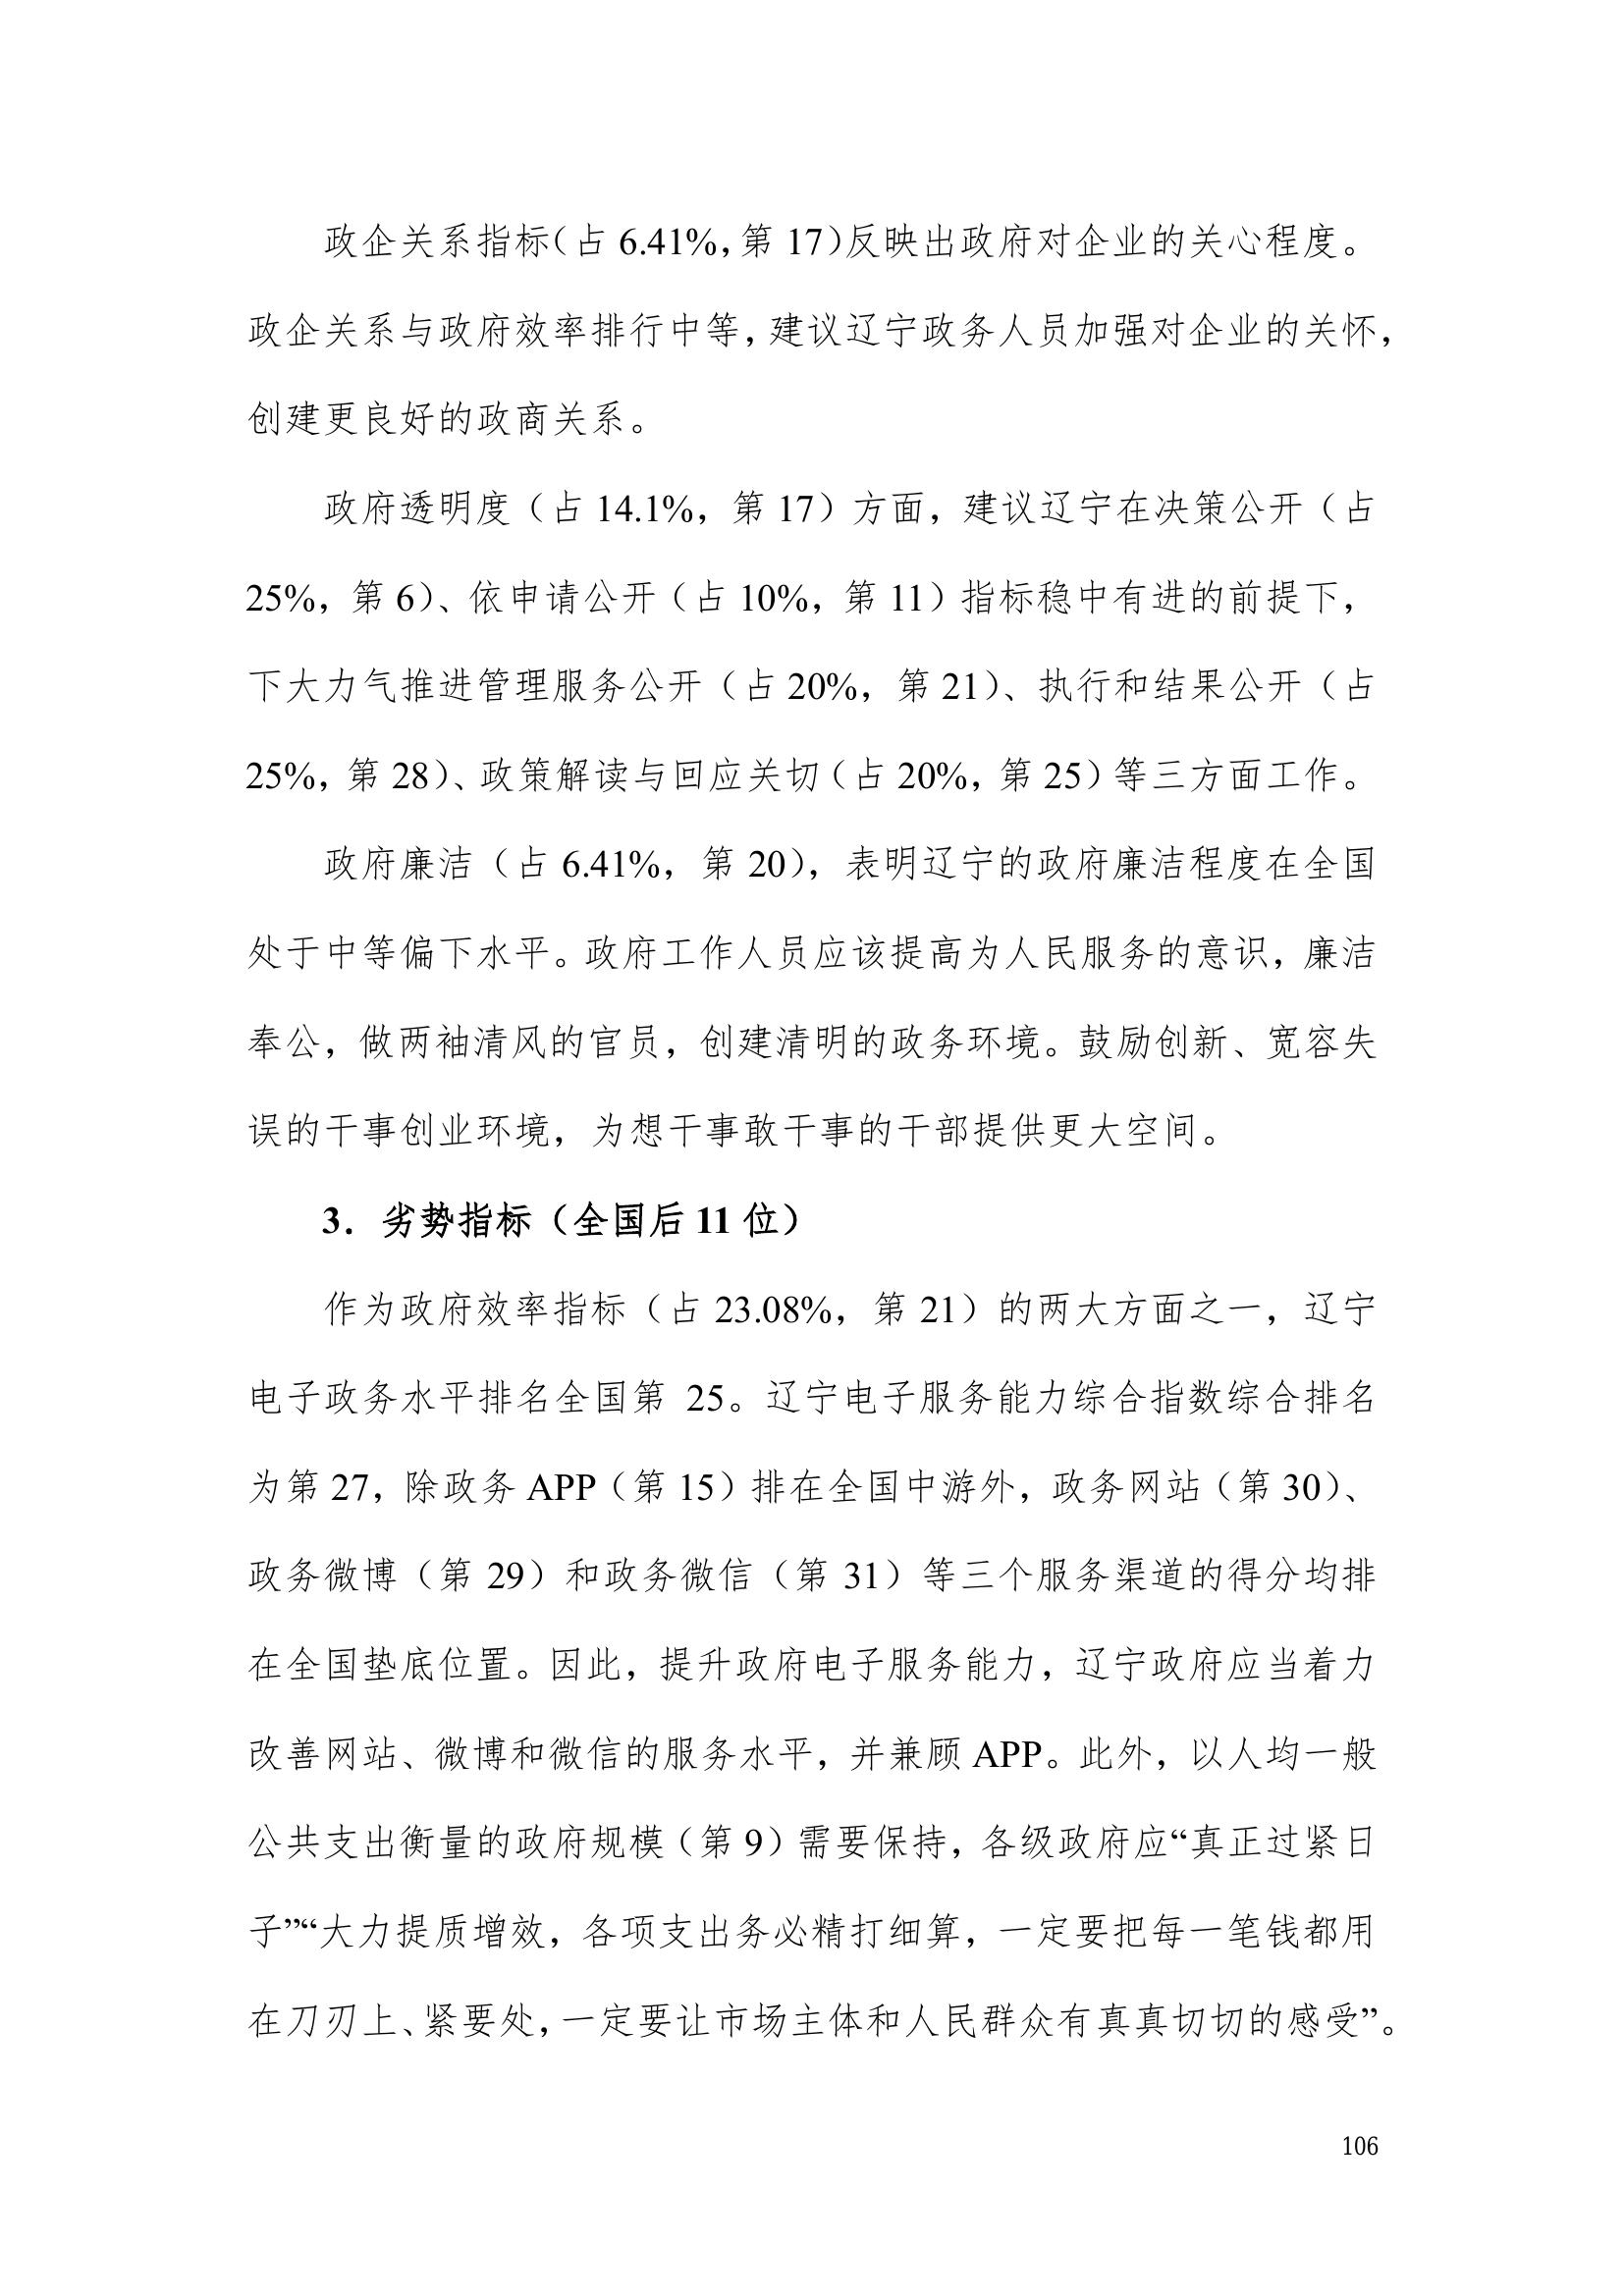 政企关系指标（占 6.41%，第 17）反映出政府对企业的关心程度。
政企关系与政府效率排行中等，建议辽宁政务人员加强对企业的关怀，
创建更良好的政商关系。
政府透明度（占 14.1%，第 17）方面，建议辽宁在决策公开（占
25%，第 6）、依申请公开（占 10%，第 11）指标稳中有进的前提下，
下大力气推进管理服务公开（占 20%，第 21）、执行和结果公开（占
25%，第 28）、政策解读与回应关切（占 20%，第 25）等三方面工作。
政府廉洁（占 6.41%，第 20），表明辽宁的政府廉洁程度在全国
处于中等偏下水平。政府工作人员应该提高为人民服务的意识，廉洁
奉公，做两袖清风的官员，创建清明的政务环境。鼓励创新、宽容失
误的干事创业环境，为想干事敢干事的干部提供更大空间。
3．劣势指标（全国后 11 位）
作为政府效率指标（占 23.08%，第 21）的两大方面之一，辽宁
电子政务水平排名全国第 25。辽宁电子服务能力综合指数综合排名
为第 27，除政务 APP（第 15）排在全国中游外，政务网站（第 30）、
政务微博（第 29）和政务微信（第 31）等三个服务渠道的得分均排
在全国垫底位置。因此，提升政府电子服务能力，辽宁政府应当着力
改善网站、微博和微信的服务水平，并兼顾 APP。此外，以人均一般
公共支出衡量的政府规模（第 9）需要保持，各级政府应“真正过紧日
子”“大力提质增效，各项支出务必精打细算，一定要把每一笔钱都用
在刀刃上、紧要处，一定要让市场主体和人民群众有真真切切的感受”。
106